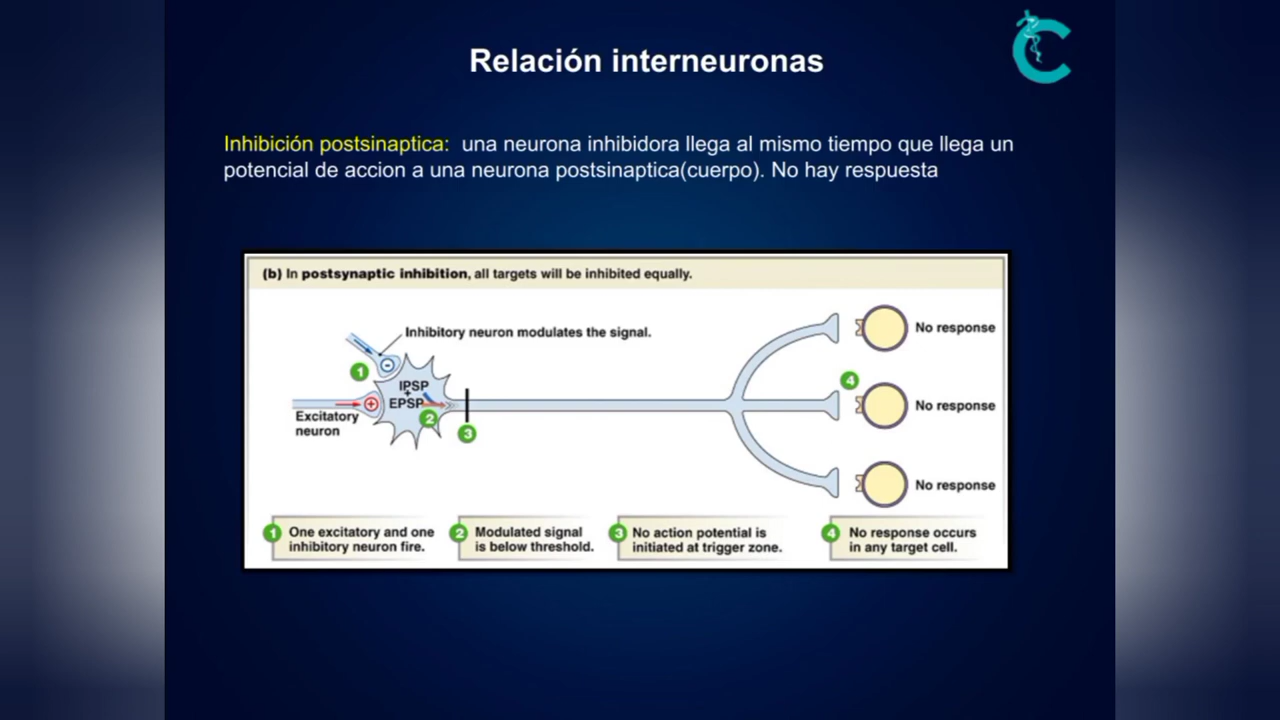 Relación interneuronas
Inhibición postsinaptica: una neurona inhibidora llega al mismo tiempo que llega un
potencial de accion a una neurona postsinaptica(cuerpo). No hay respuesta
(b) In postsynaptic inhibition, all targets will be inhibited equally.
Inhibitory neuron modulates the signal.
No response
1
4
IPSP
+
EPSP
No response
2
Excitatory
neuron
3
No response
1 One excitatory and one
inhibitory neuron fire.
2 Modulated signal
is below threshold.
3 No action potential is
initiated at trigger zone.
4 No response occurs
in any target cell.